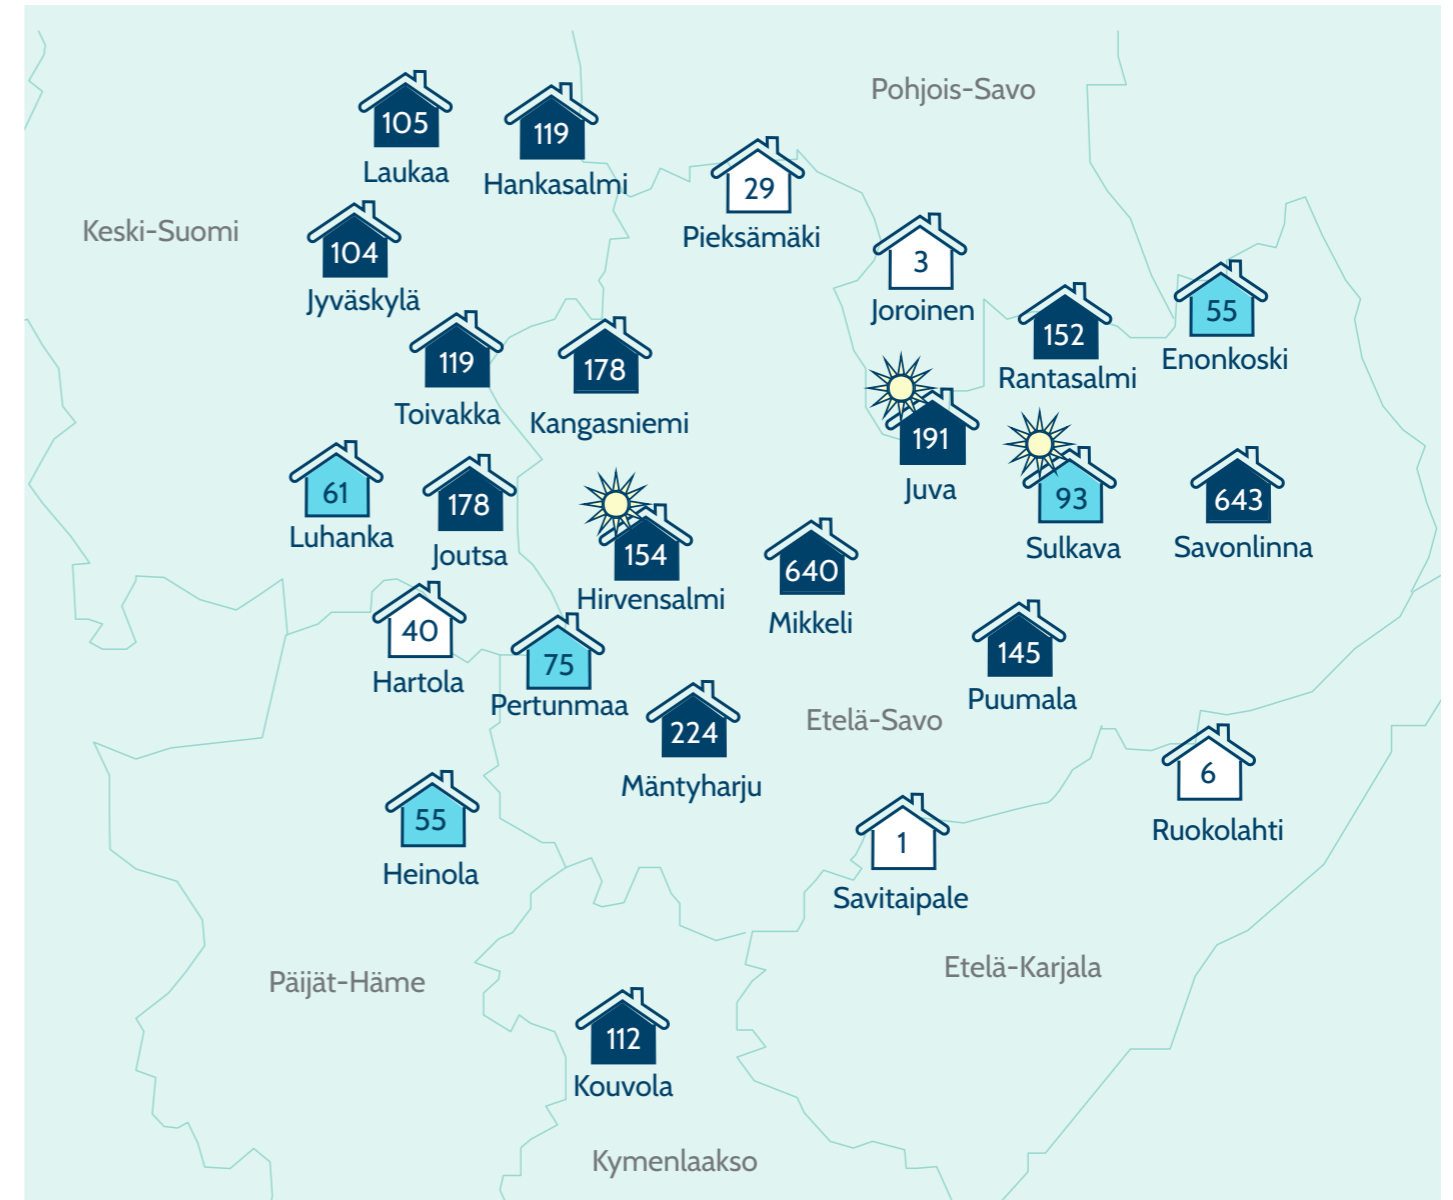 Pohjois-Savo
105
Laukaa
119
Hankasalmi
29
Pieksämäki
Keski-Suomi
104
Jyväskylä
3
Joroinen
55
Enonkoski
152
Rantasalmi
119
Toivakka
178
Kangasniemi
191
Juva
61
Luhanka
178
Joutsa
93
Sulkava
643
Savonlinna
154
Hirvensalmi
640
Mikkeli
40
Hartola
75
Pertunmaa
145
Puumala
224
Mäntyharju
Etelä-Savo
6
Ruokolahti
55
Heinola
1
Savitaipale
Päijät-Häme
Etelä-Karjala
112
Kouvola
Kymenlaakso